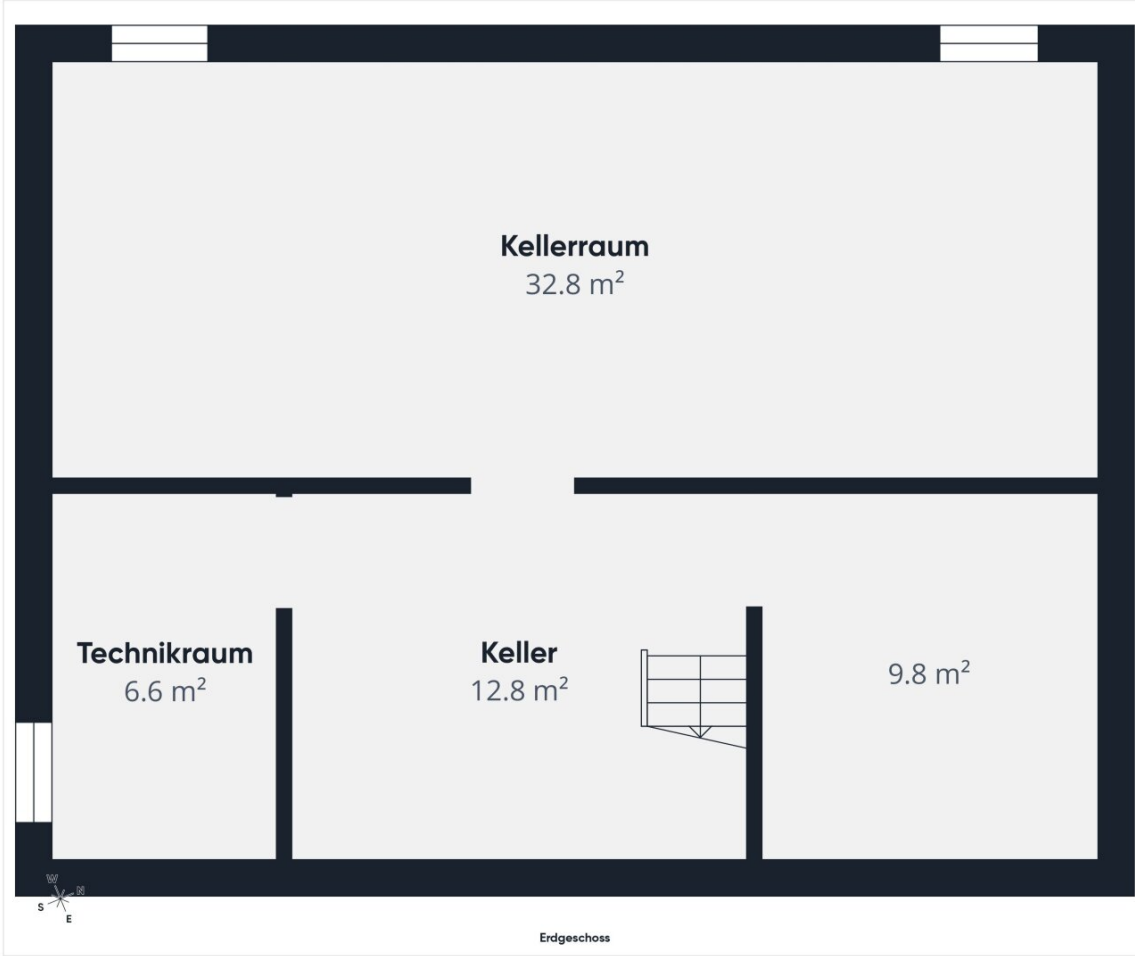 Kellerraum
32.8 m²
Technikraum
6.6 m²
Keller
12.8 m²
9.8 m²
W
N
S
E
Erdgeschoss